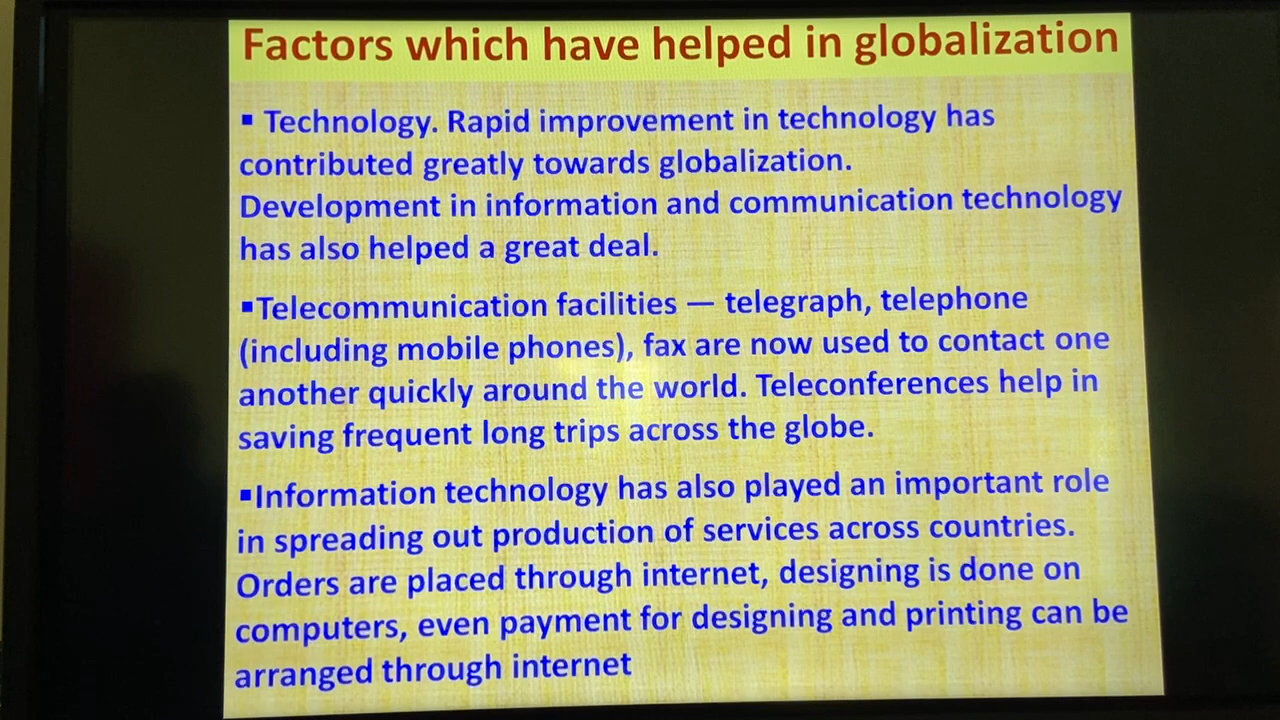 Factors which have helped in globalization
▪ Technology. Rapid improvement in technology has
contributed greatly towards globalization.
Development in information and communication technology
has also helped a great deal.
▪Telecommunication facilities — telegraph, telephone
(including mobile phones), fax are now used to contact one
another quickly around the world. Teleconferences help in
saving frequent long trips across the globe.
▪Information technology has also played an important role
in spreading out production of services across countries.
Orders are placed through internet, designing is done on
computers, even payment for designing and printing can be
arranged through internet